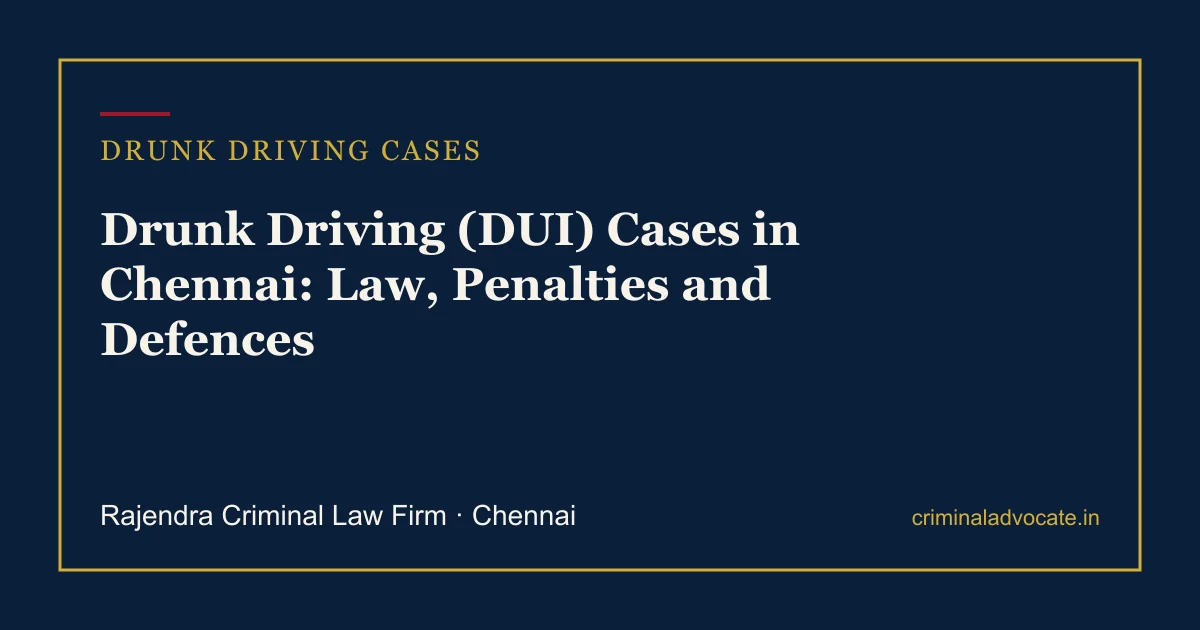 DRUNK DRIVING CASES
Drunk Driving (DUI) Cases in
Chennai: Law, Penalties and
Defences
Rajendra Criminal Law Firm · Chennai
criminaladvocate.in